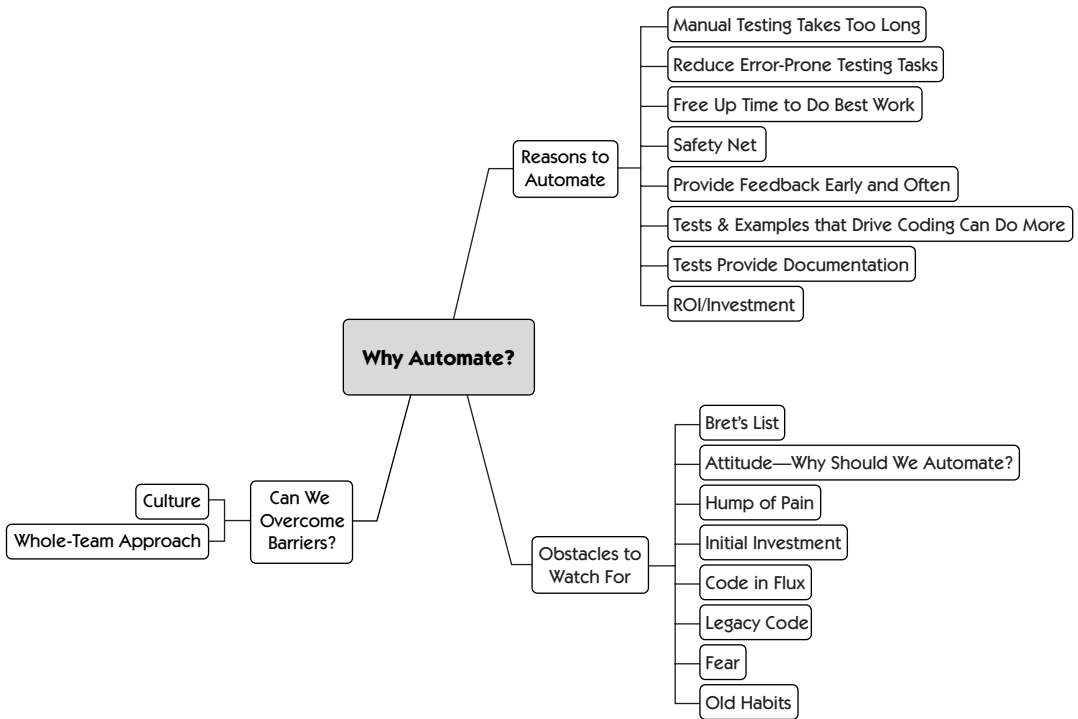 Why Automate?
Reasons to
Automate
Manual Testing Takes Too Long
Reduce Error-Prone Testing Tasks
Free Up Time to Do Best Work
Safety Net
Provide Feedback Early and Often
Tests & Examples that Drive Coding Can Do More
Tests Provide Documentation
ROI/Investment
Obstacles to
Watch For
Bret’s List
Attitude—Why Should We Automate?
Hump of Pain
Initial Investment
Code in Flux
Legacy Code
Fear
Old Habits
Can We
Overcome
Barriers?
Culture
Whole-Team Approach